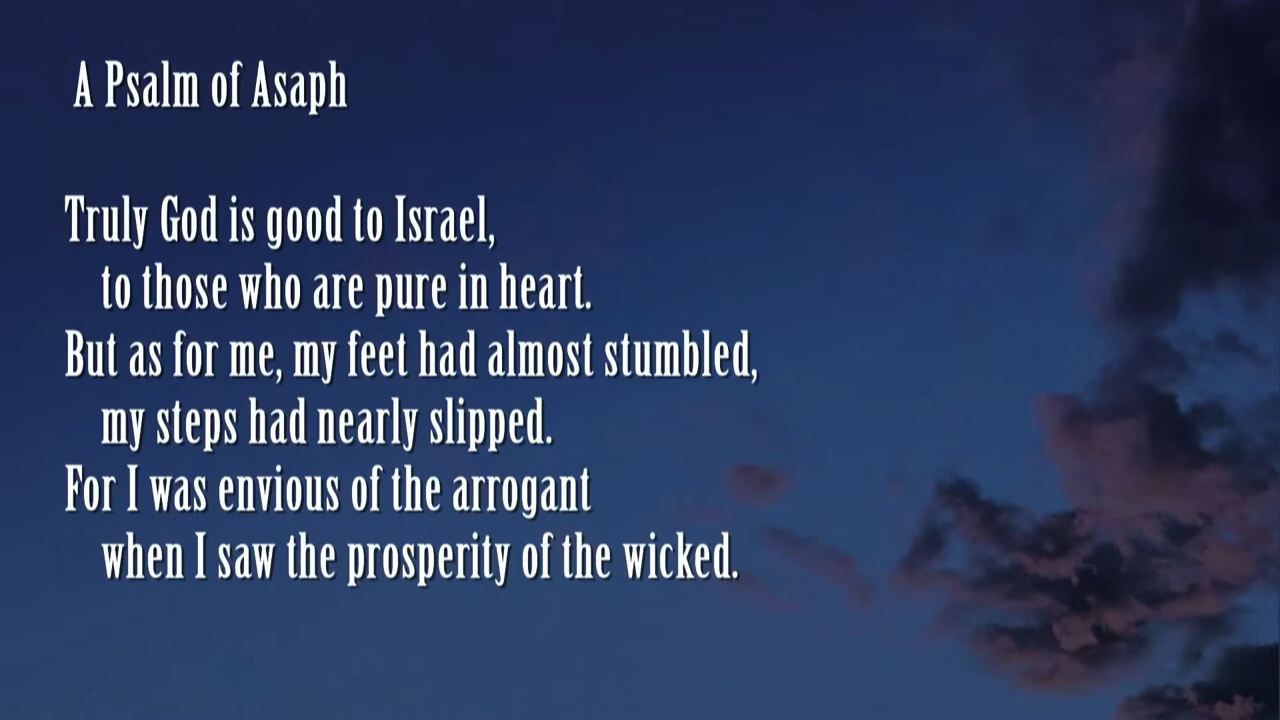 A Psalm of Asaph
Truly God is good to Israel,
to those who are pure in heart.
But as for me, my feet had almost stumbled,
my steps had nearly slipped.
For I was envious of the arrogant
when I saw the prosperity of the wicked.